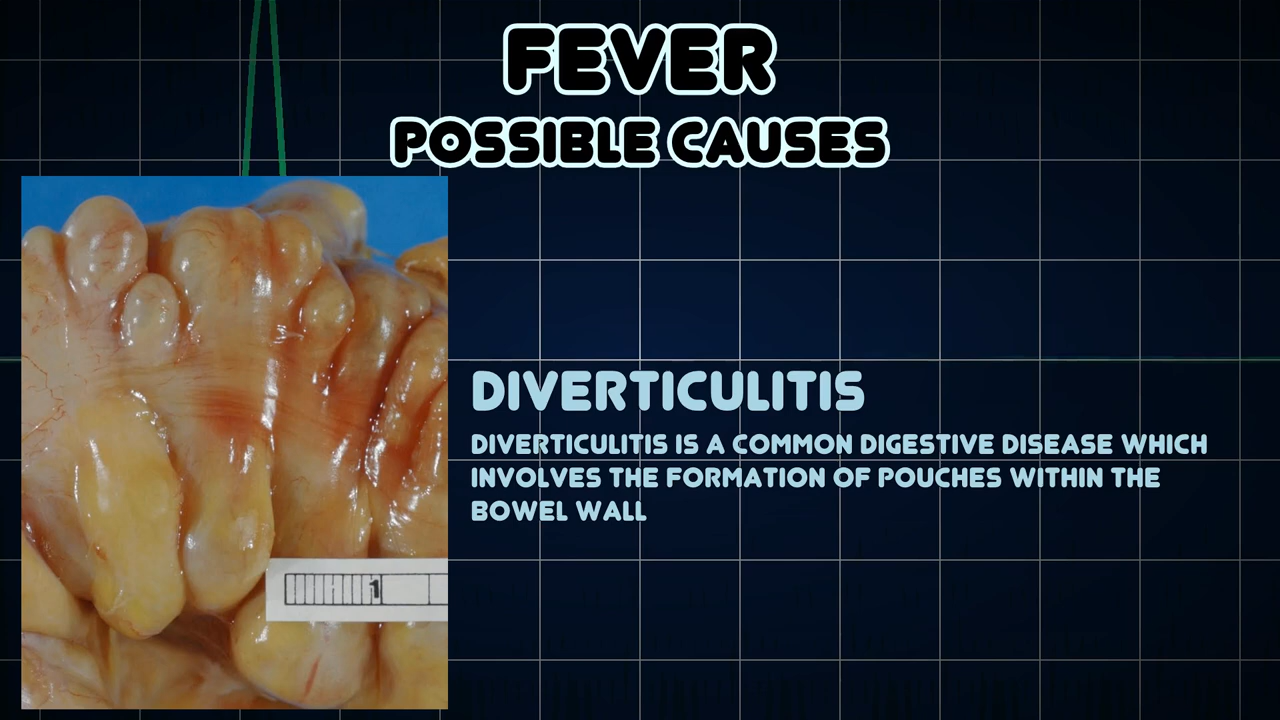 FEVER
POSSIBLE CAUSES
DIVERTICULITIS
DIVERTICULITIS IS A COMMON DIGESTIVE DISEASE WHICH
INVOLVES THE FORMATION OF POUCHES WITHIN THE
BOWEL WALL
1